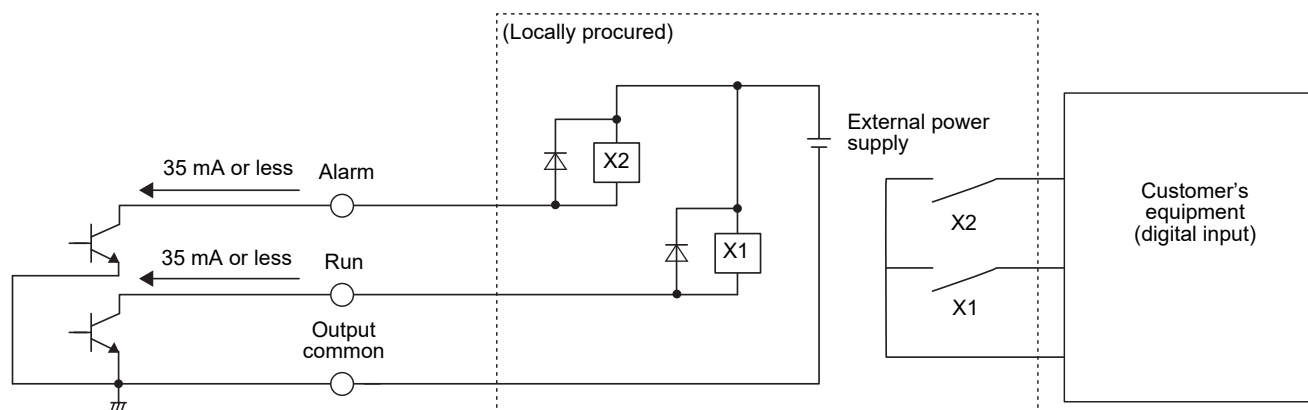 (Locally procured)
External power
supply
X2
35 mA or less
Alarm
X1
35 mA or less
Run
Output
common
X2
X1
Customer's
equipment
(digital input)